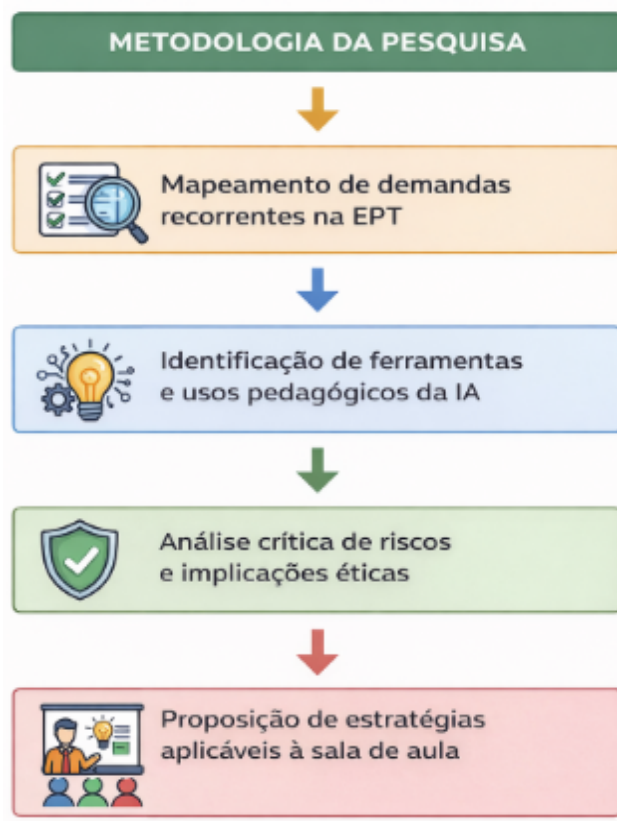 METODOLOGIA DA PESQUISA
Mapeamento de demandas
recorrentes na EPT
Identificação de ferramentas
e usos pedagógicos da IA
Análise crítica de riscos
e implicações éticas
Proposição de estratégias
aplicáveis à sala de aula